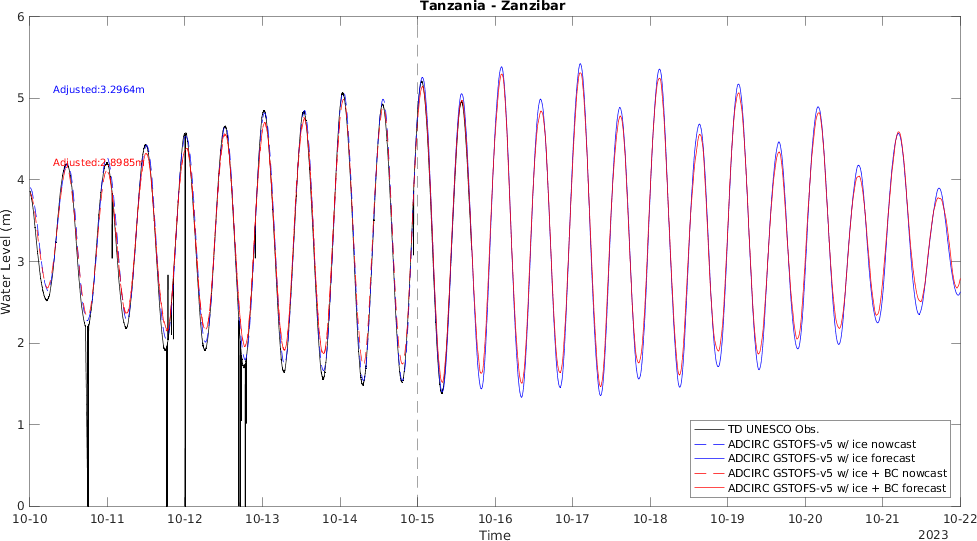 Tanzania - Zanzibar
6
5
4
3
2
1
0
Water Level (m)
Adjusted:3.2964m
Adjusted:2.8985m
TD UNESCO Obs.
ADCIRC GSTOFS-v5 w/ ice nowcast
ADCIRC GSTOFS-v5 w/ ice forecast
ADCIRC GSTOFS-v5 w/ ice + BC nowcast
ADCIRC GSTOFS-v5 w/ ice + BC forecast
10-10 10-11 10-12 10-13 10-14 10-15 10-16 10-17 10-18 10-19 10-20 10-21 10-22
Time
2023